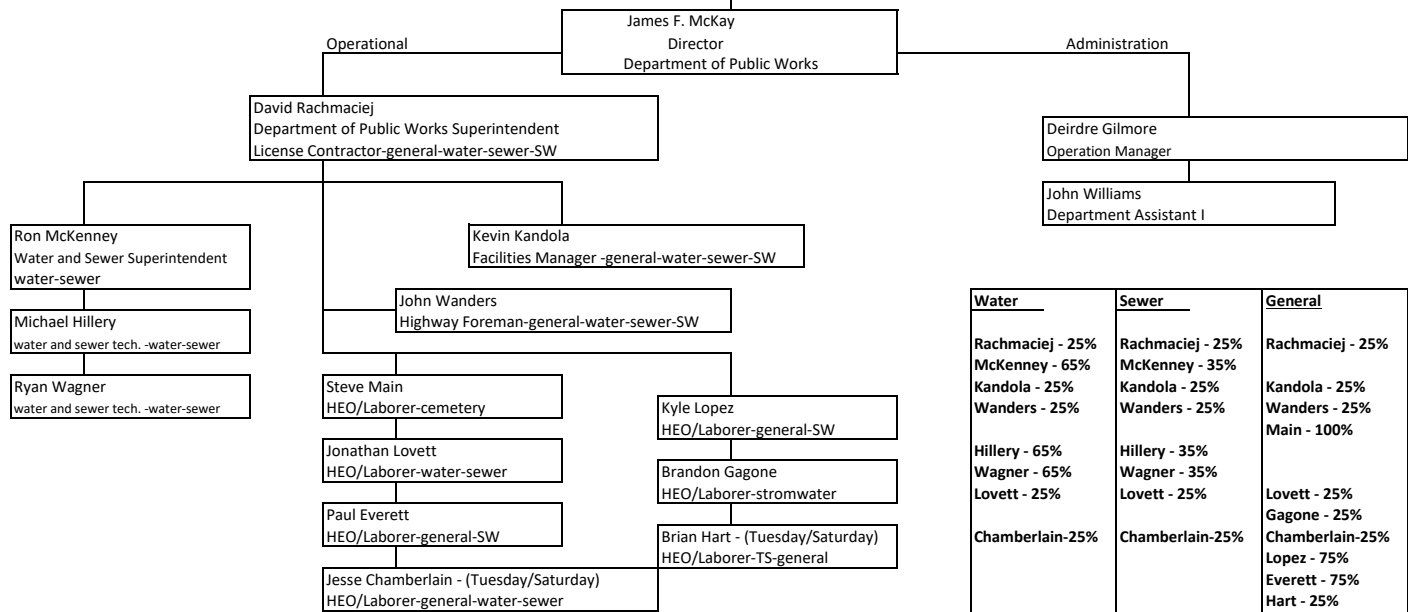 James F. McKay
Operational
Director
Administration
Department of Public Works
David Rachmaciej
Department of Public Works Superintendent
License Contractor-general-water-sewer-SW
Deirdre Gilmore
Operation Manager
John Williams
Department Assistant I
Ron McKenney
Water and Sewer Superintendent
water-sewer
Kevin Kandola
Facilities Manager -general-water-sewer-SW
John Wanders
Highway Foreman-general-water-sewer-SW
Michael Hillery
water and sewer tech. -water-sewer
Ryan Wagner
water and sewer tech. -water-sewer
Steve Main
HEO/Laborer-cemetery
Jonathan Lovett
HEO/Laborer-water-sewer
Paul Everett
HEO/Laborer-general-SW
Jesse Chamberlain - (Tuesday/Saturday)
HEO/Laborer-general-water-sewer
Kyle Lopez
HEO/Laborer-general-SW
Brandon Gagone
HEO/Laborer-stromwater
Brian Hart - (Tuesday/Saturday)
HEO/Laborer-TS-general
Water
Rachmaciej - 25%
McKenney - 65%
Kandola - 25%
Wanders - 25%
Hillery - 65%
Wagner - 65%
Lovett - 25%
Chamberlain-25%
Sewer
Rachmaciej - 25%
McKenney - 35%
Kandola - 25%
Wanders - 25%
Hillery - 35%
Wagner - 35%
Lovett - 25%
Chamberlain-25%
General
Rachmaciej - 25%
Kandola - 25%
Wanders - 25%
Main - 100%
Lovett - 25%
Gagone - 25%
Chamberlain-25%
Lopez - 75%
Everett - 75%
Hart - 25%